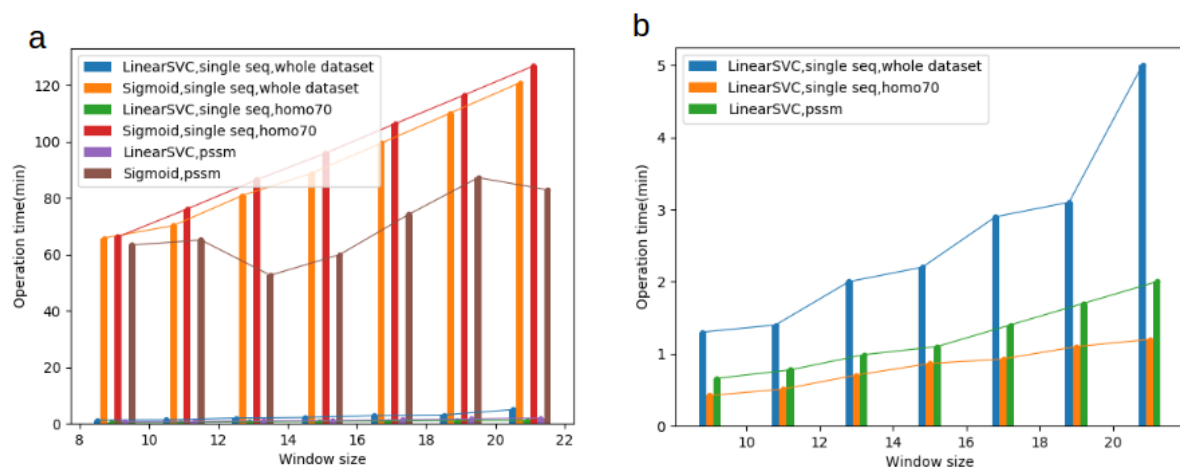 a
120
100
80
60
40
20
0
Operation time(min)
LinearSVC,single seq,whole dataset
Sigmoid,single seq,whole dataset
LinearSVC,single seq,homo70
Sigmoid,single seq,homo70
LinearSVC,pssm
Sigmoid,pssm
8 10 12 14 16 18 20 22
Window size
b
5
4
3
2
1
0
Operation time(min)
LinearSVC,single seq,whole dataset
LinearSVC,single seq,homo70
LinearSVC,pssm
10 12 14 16 18 20
Window size